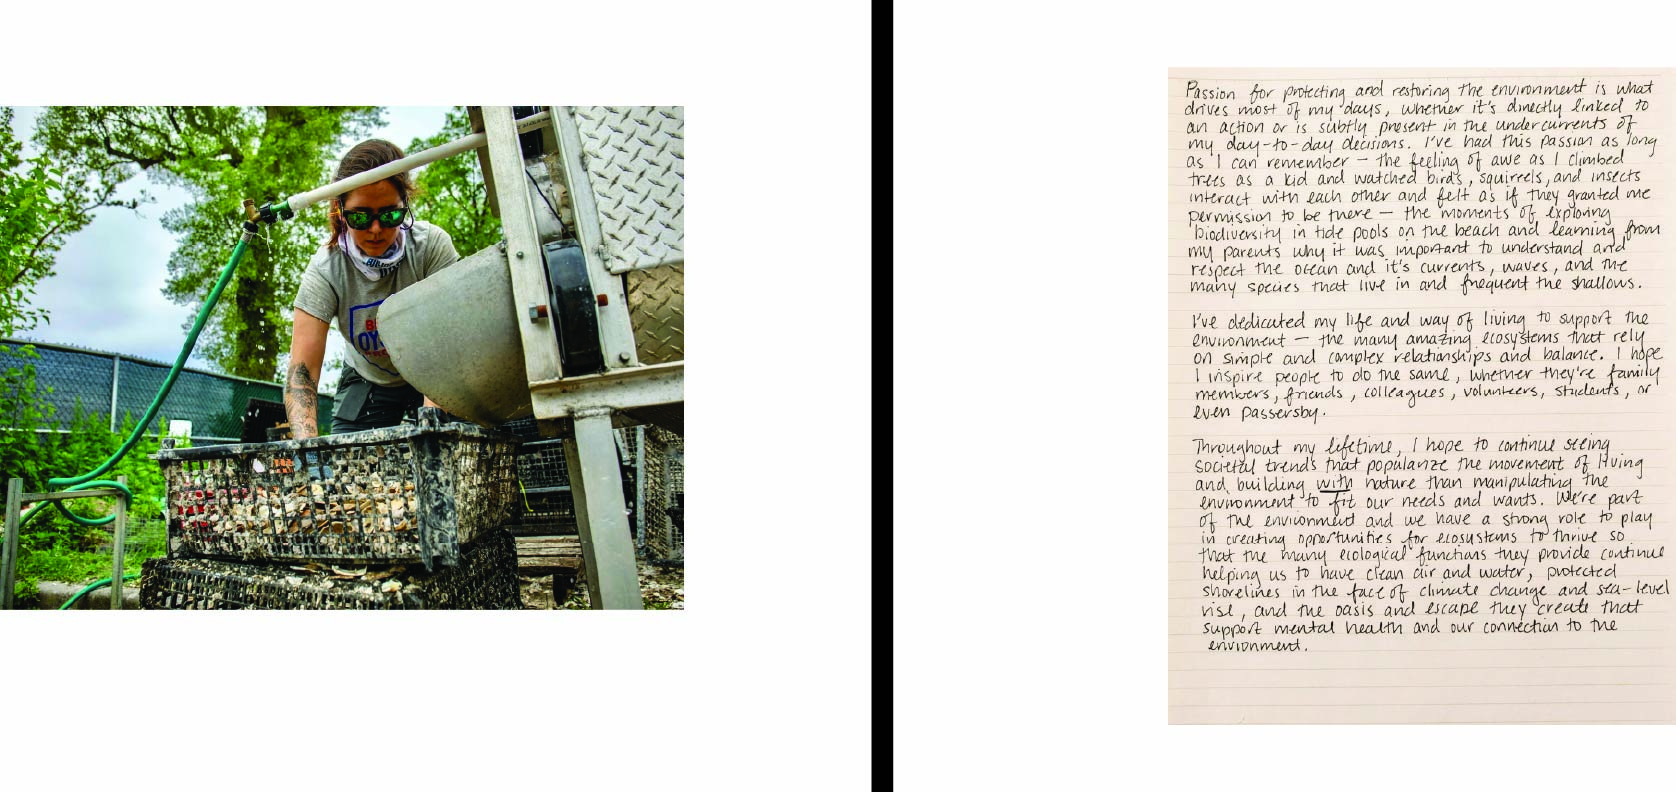 OY
Passion for protecting and restoring the environment is what
drives most of my days, whether it's directly linked to
an action or is subtly present in the undercurrents of
my day-to-day decisions. I've had this passion as long
as I can remember – the feeling of awe as I climbed
trees as a kid and watched birds, squirrels, and insects
interact with each other and felt as if they granted me
permission to be there – the moments of exploring
biodiversity in tide pools on the beach and learning from
my parents why it was important to understand and
respect the ocean and it's currents, waves, and the
many species that live in and frequent the shallows.
I've dedicated my life and way of living to support the
environment – the many amazing ecosystems that rely
on simple and complex relationships and balance. I hope
I inspire people to do the same, whether they're family
members, friends, colleagues, volunteers, students, or
even passersby.
Throughout my lifetime, I hope to continue seeing
societal trends that popularize the movement of living
and building with nature than manipulating the
environment to fit our needs and wants. We're part
of the environment and we have a strong role to play
in creating opportunities for ecosystems to thrive so
that the many ecological functions they provide continue
helping us to have clean air and water, protected
shorelines in the face of climate change and sea-level
rise, and the oasis and escape they create that
support mental health and our connection to the
envionment.